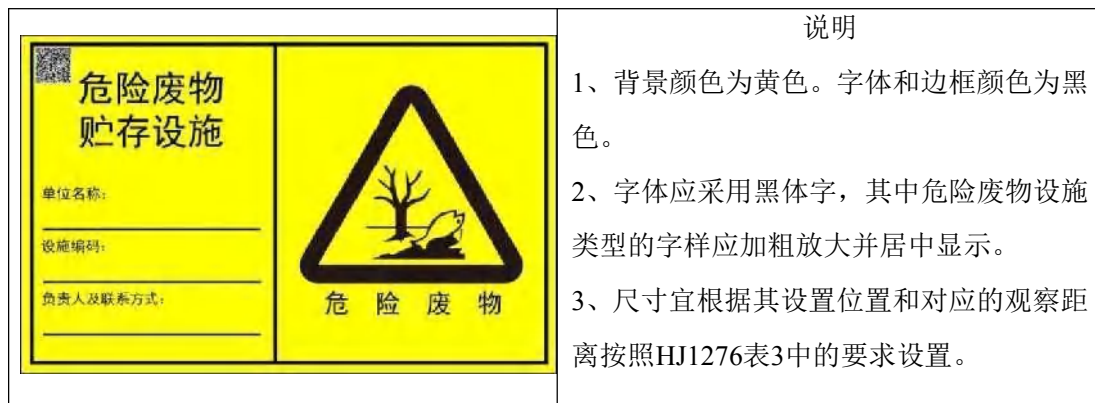 危险废物
贮存设施
单位名称：
设施编码：
负责人及联系方式：
危险废物
说明
1、背景颜色为黄色。字体和边框颜色为黑
色。
2、字体应采用黑体字，其中危险废物设施
类型的字样应加粗放大并居中显示。
3、尺寸宜根据其设置位置和对应的观察距
离按照HJ1276表3中的要求设置。